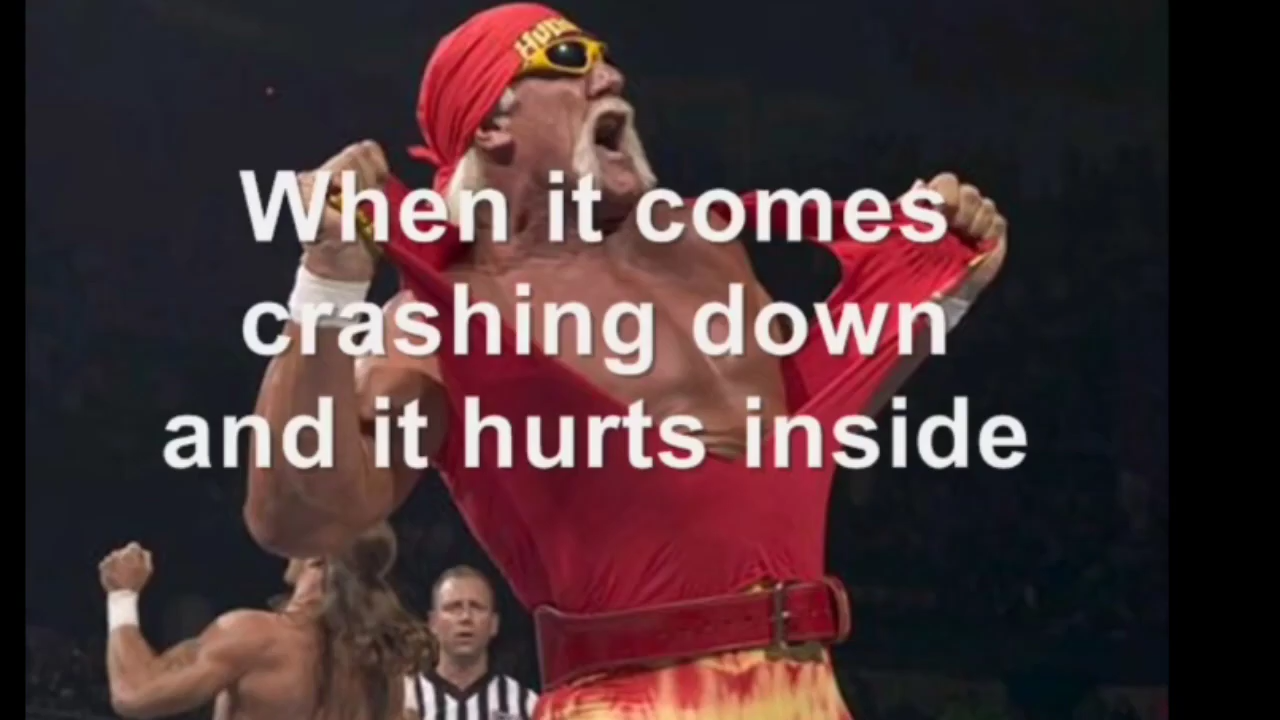 When it comes
crashing down
and it hurts inside